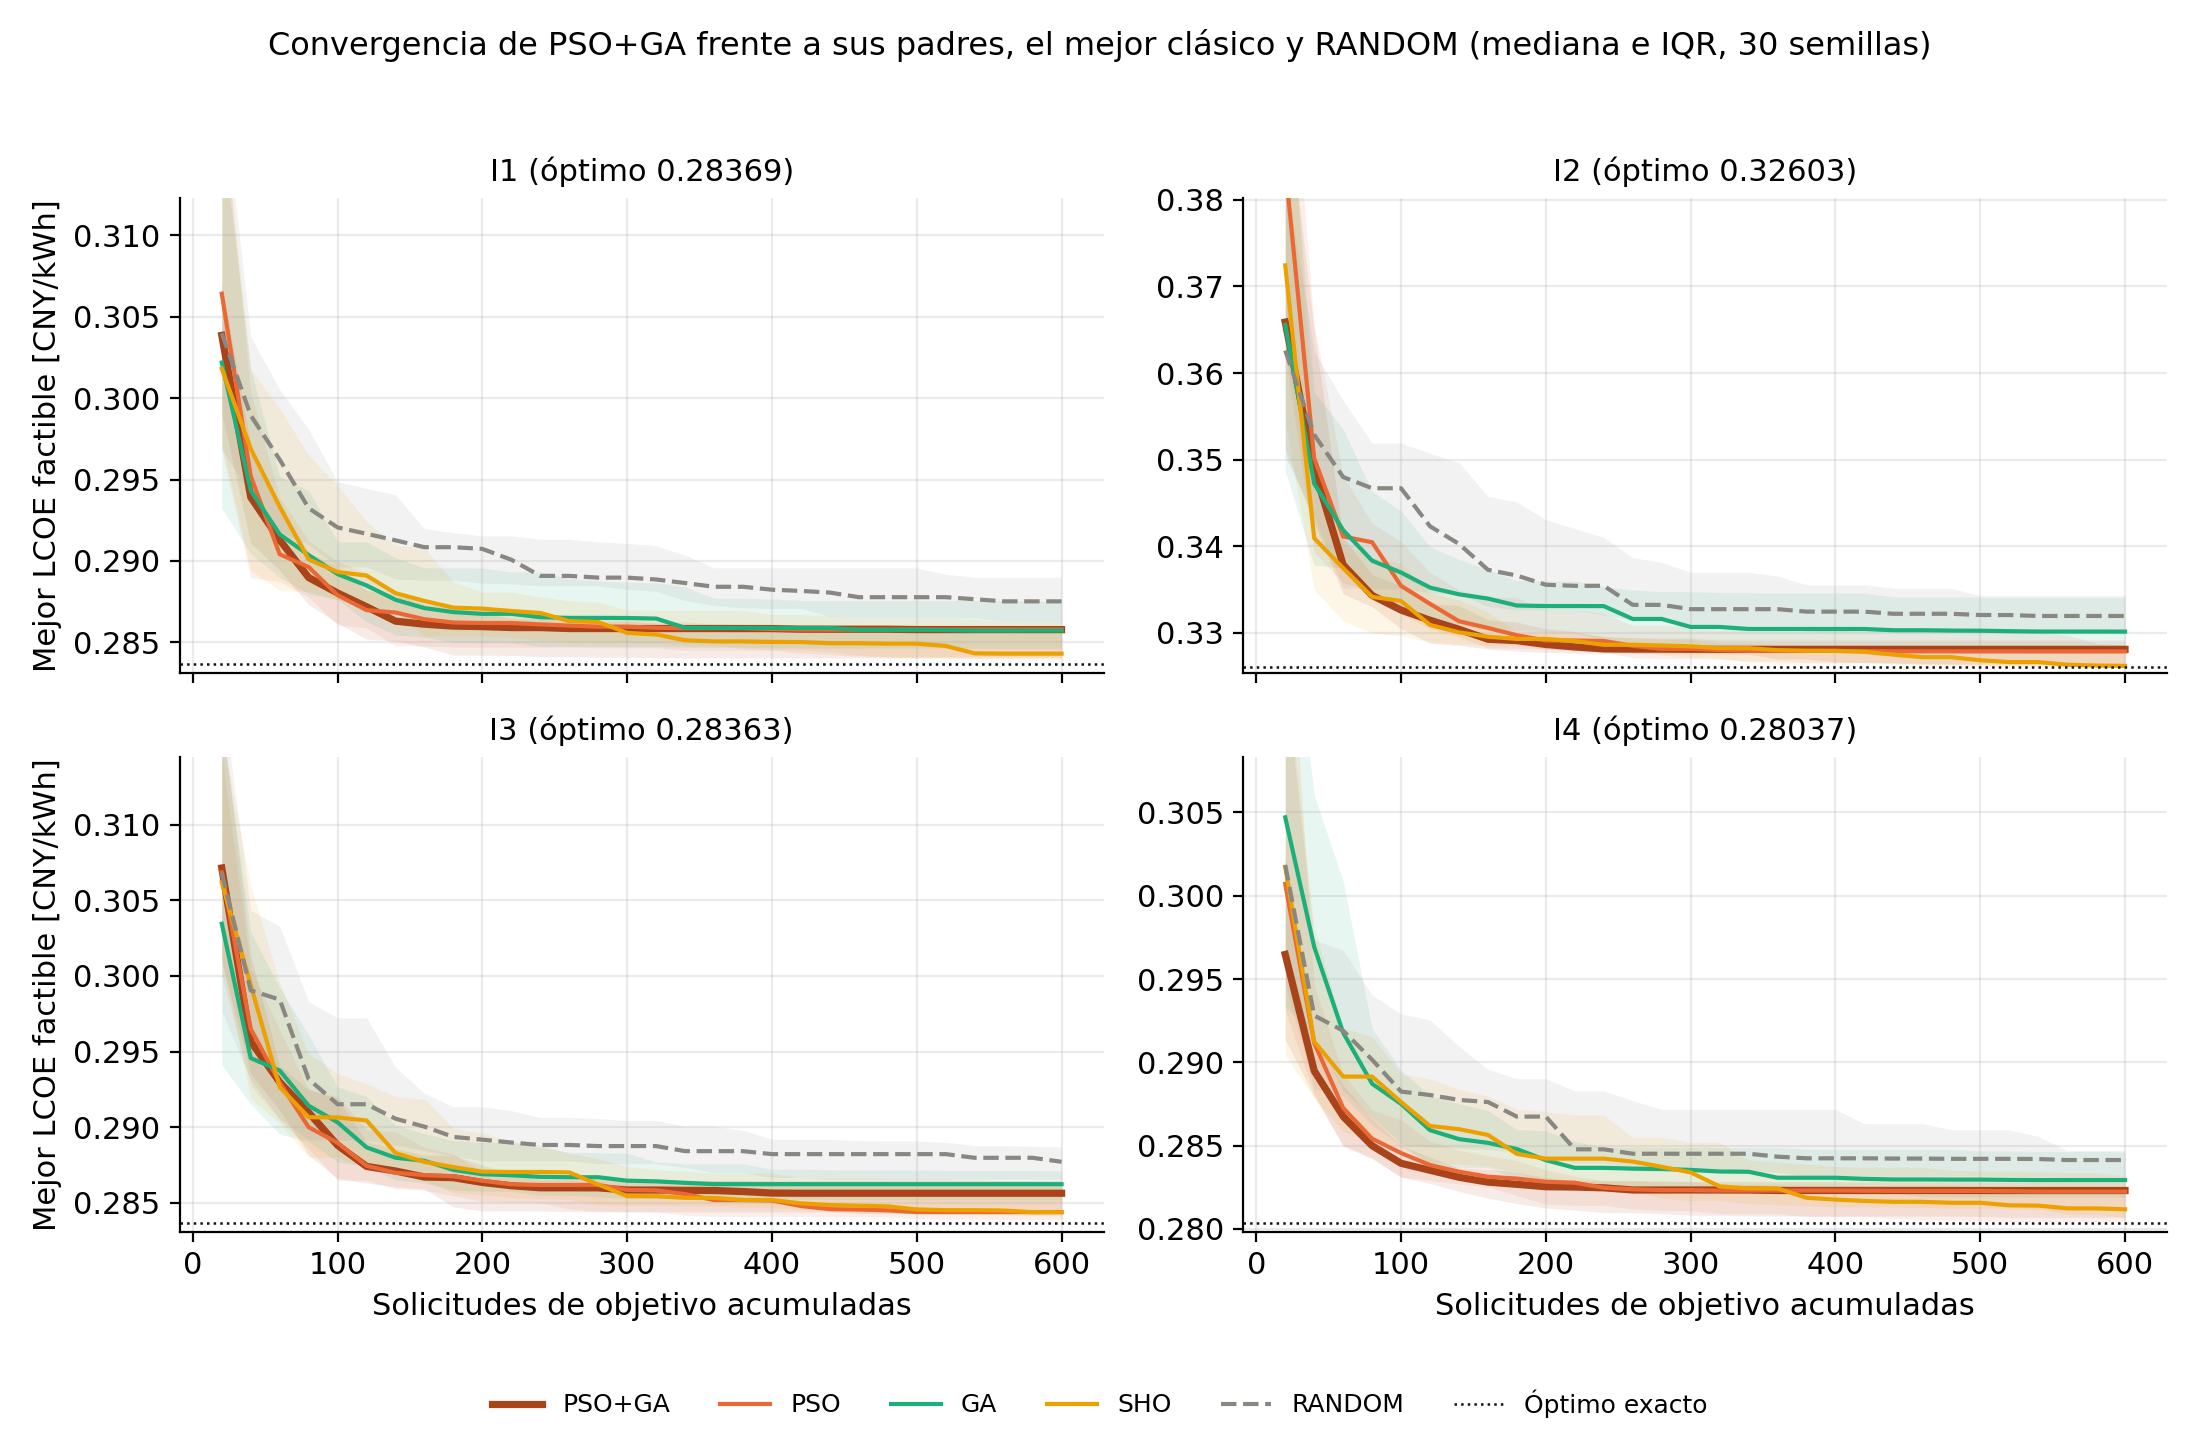 Convergencia de PSO+GA frente a sus padres, el mejor clásico y RANDOM (mediana e IQR, 30 semillas)
I1 (óptimo 0.28369)
Mejor LCOE factible [CNY/kWh]
0.310
0.305
0.300
0.295
0.290
0.285
I2 (óptimo 0.32603)
0.38
0.37
0.36
0.35
0.34
0.33
I3 (óptimo 0.28363)
Mejor LCOE factible [CNY/kWh]
0.310
0.305
0.300
0.295
0.290
0.285
0 100 200 300 400 500 600
Solicitudes de objetivo acumuladas
I4 (óptimo 0.28037)
0.305
0.300
0.295
0.290
0.285
0.280
0 100 200 300 400 500 600
Solicitudes de objetivo acumuladas
PSO+GA PSO GA SHO RANDOM Óptimo exacto